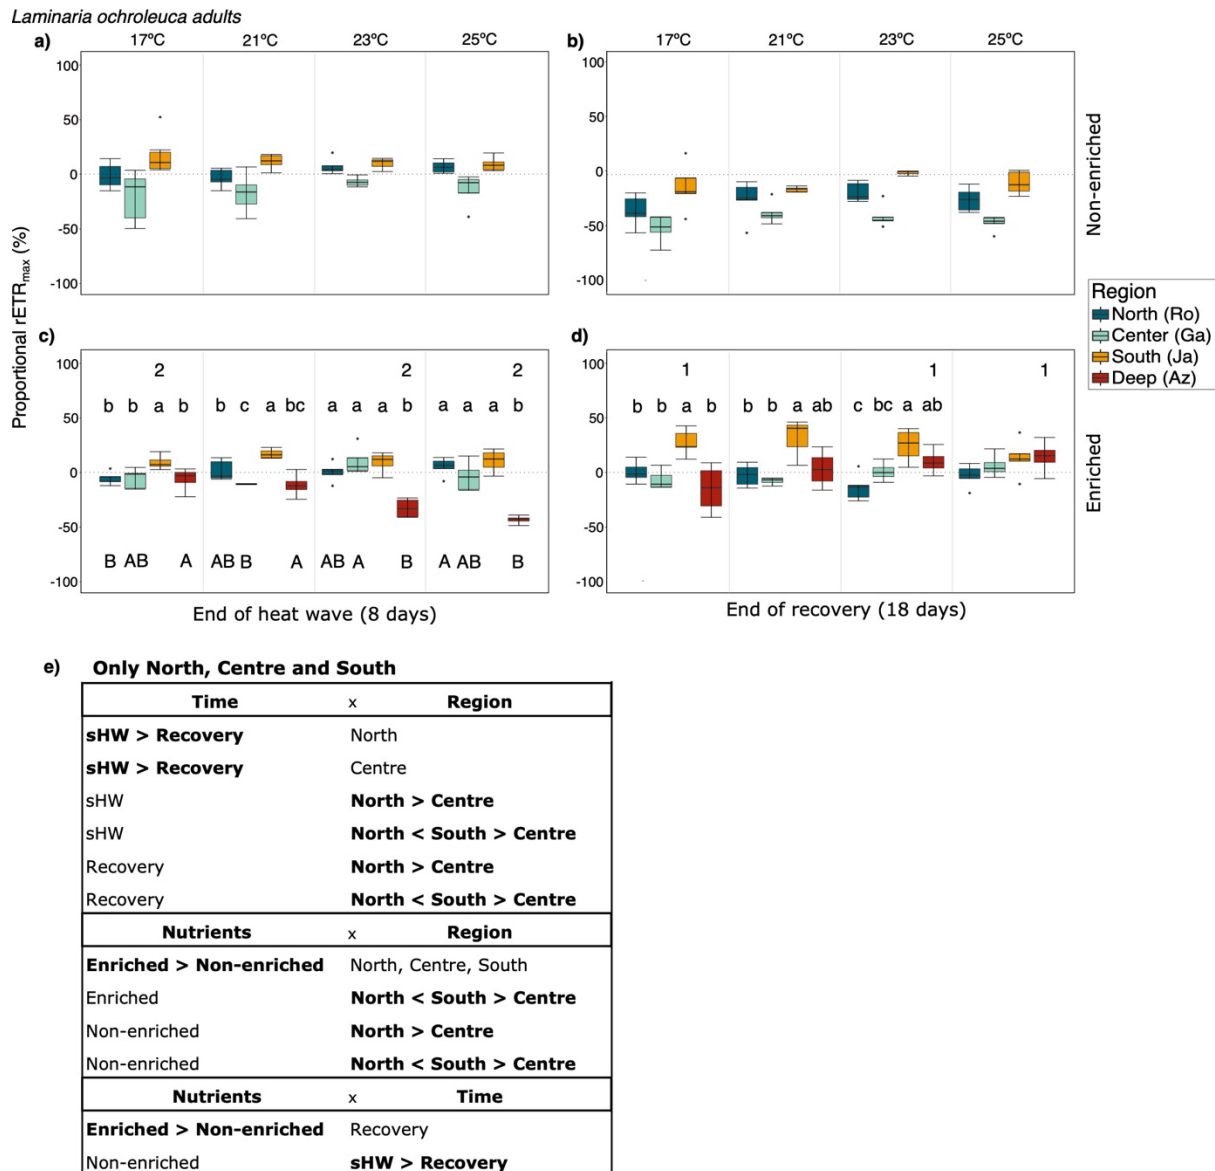 Laminaria ochroleuca adults
a) 17ºC 21ºC 23ºC 25ºC
b) 17ºC 21ºC 23ºC 25ºC
100
50
0
-50
-100
100
50
0
-50
-100
Non-enriched
Proportional rETRmax (%)
Region
North (Ro)
Center (Ga)
South (Ja)
Deep (Az)
c)
100
50
0
-50
-100
2 2 2
b b a b b c a bc a a a b a a a b
B AB A AB B A AB A B A AB B
End of heat wave (8 days)
d)
100
50
0
-50
-100
1 1 1
b b a b b b a ab c bc a ab
Enriched
End of recovery (18 days)
e) Only North, Centre and South
Time x Region
sHW > Recovery North
sHW > Recovery Centre
sHW North > Centre
sHW North < South > Centre
Recovery North > Centre
Recovery North < South > Centre
Nutrients x Region
Enriched > Non-enriched North, Centre, South
Enriched North < South > Centre
Non-enriched North > Centre
Non-enriched North < South > Centre
Nutrients x Time
Enriched > Non-enriched Recovery
Non-enriched sHW > Recovery